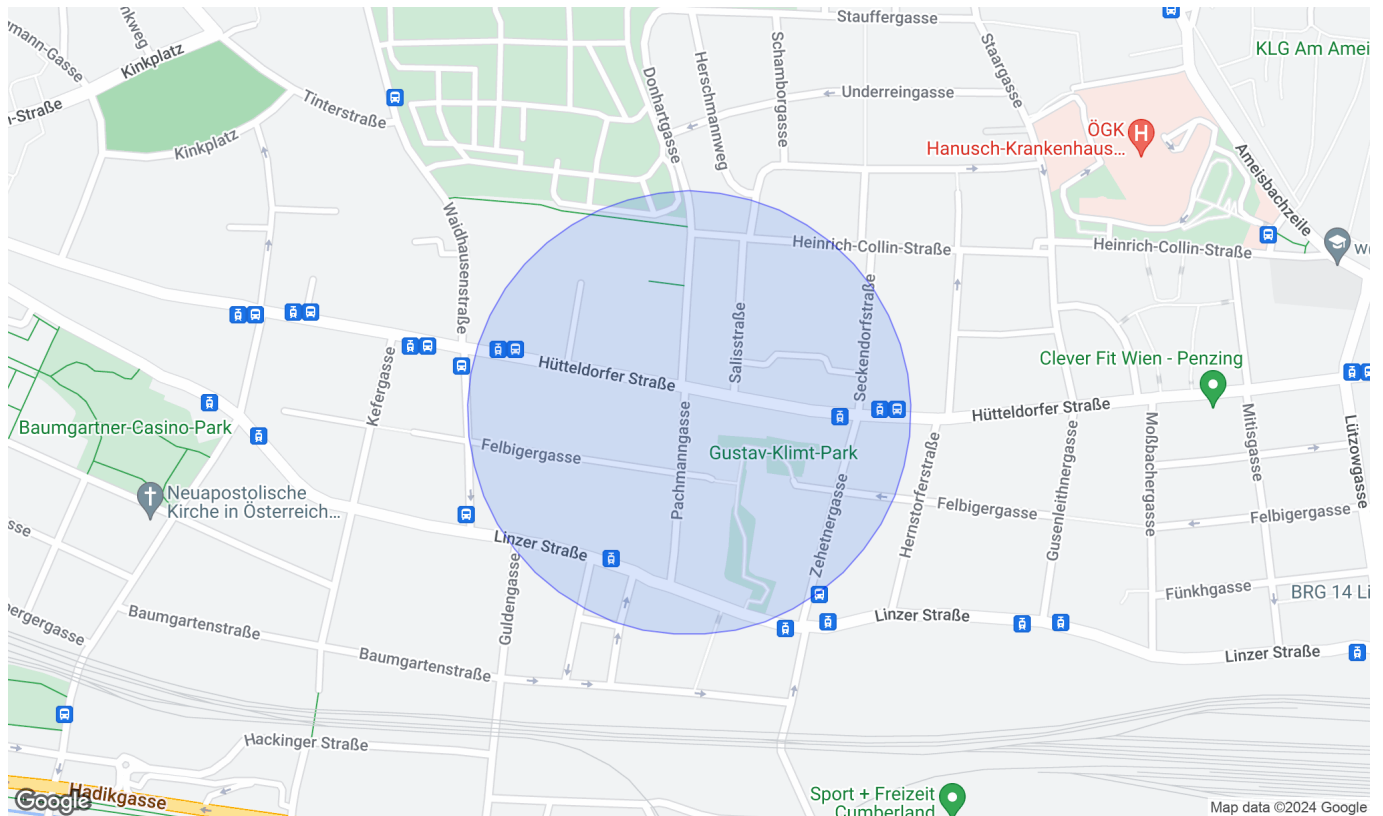 Stauffergasse
KLG Am Amei
Kinkplatz
Tinterstraße
Kinkplatz
Donhartgasse
Herschmannweg
Schamborgasse
Staargasse
Underreingasse
ÖGK
Hanusch-Krankenhaus...
H
Ameisbachzeile
Waidhausenstraße
Heinrich-Collin-Straße
Heinrich-Collin-Straße
Salisstraße
Seckendorfstraße
Kefergasse
Hütteldorfer Straße
Clever Fit Wien - Penzing
Hütteldorfer Straße
Baumgartner-Casino-Park
Felbigergasse
Pachmanngasse
Gustav-Klimt-Park
Zehetnergasse
Hernstorferstraße
Gusenleithnergasse
Moßbachergasse
Mitisgasse
Lützowgasse
Neuapostolische
Kirche in Österreich...
Felbigergasse
Felbigergasse
Linzer Straße
Guldengasse
Fünkhgasse
BRG 14 Li
Baumgartenstraße
Linzer Straße
Linzer Straße
Baumgartenstraße
Hackinger Straße
Hadikgasse
Google
Sport + Freizeit
Cumberland
Map data ©2024 Google